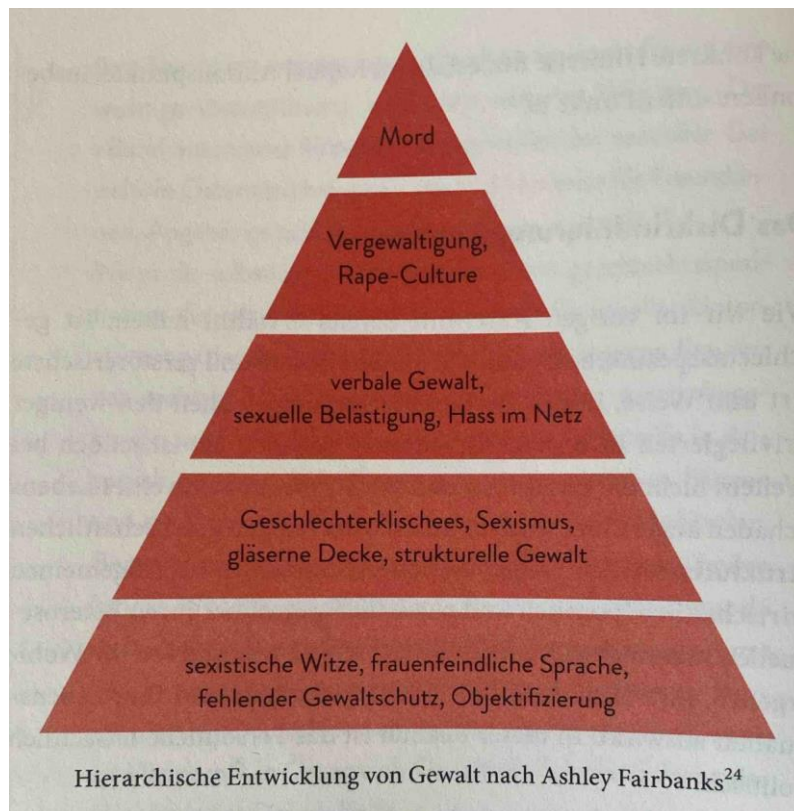 Mord
Vergewaltigung,
Rape-Culture
verbale Gewalt,
sexuelle Belästigung, Hass im Netz
Geschlechterklischees, Sexismus,
gläserne Decke, strukturelle Gewalt
sexistische Witze, frauenfeindliche Sprache,
fehlender Gewaltschutz, Objektifizierung
Hierarchische Entwicklung von Gewalt nach Ashley Fairbanks²⁴